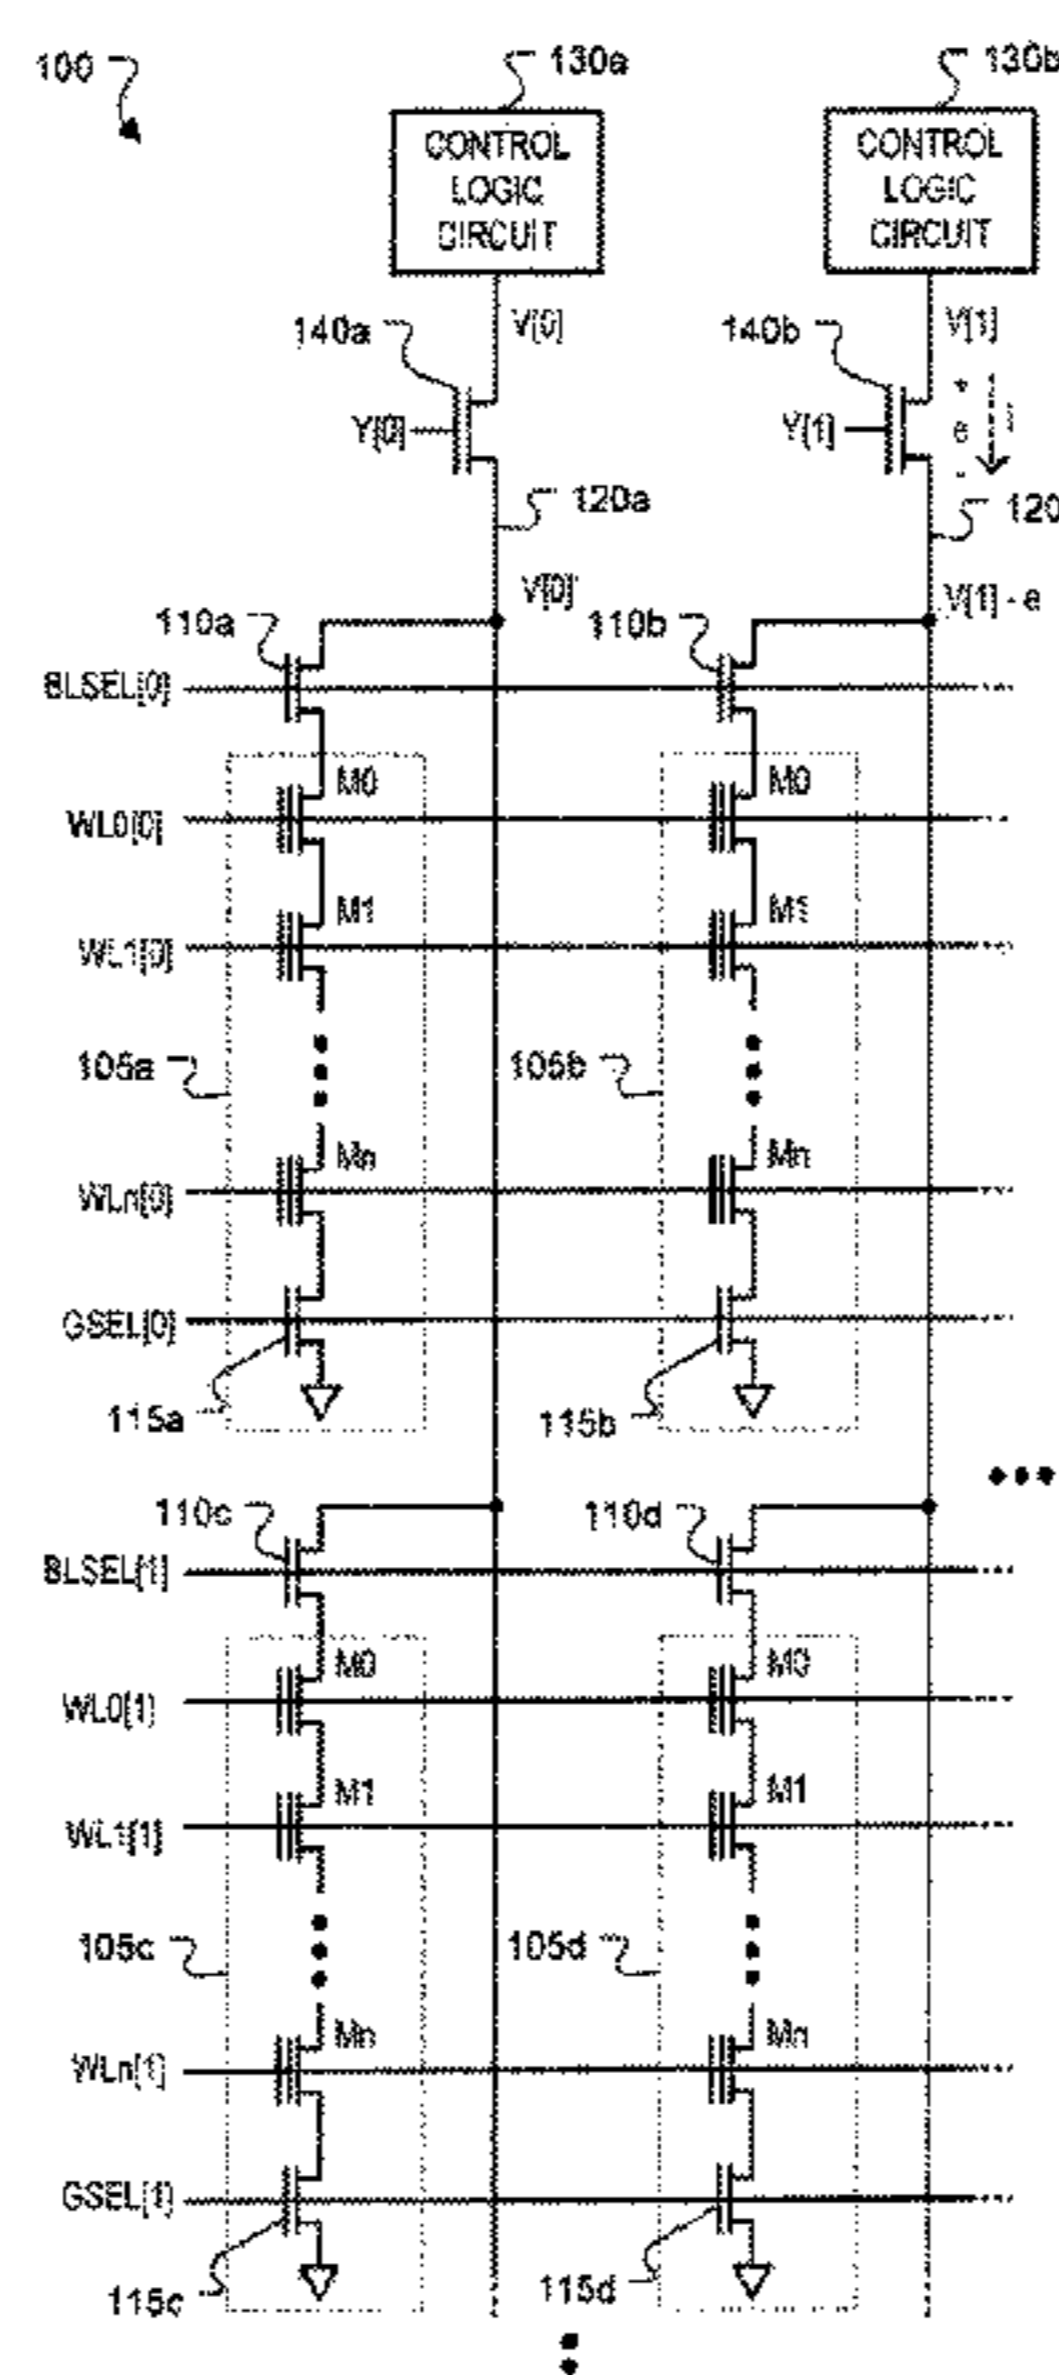 100
130a
130b
CONTROL
LOGIC
CIRCUIT
CONTROL
LOGIC
CIRCUIT
V[0]
V[1]
140a
140b
Y[0]
Y[1]
+
e
-
i
120a
120
V[0]
V[1] - e
110a
110b
BLSEL[0]
M0
M0
WL0[0]
M1
M1
WL1[0]
105a
105b
Mn
Mn
WLn[0]
GSEL[0]
115a
115b
110c
110d
BLSEL[1]
M0
M0
WL0[1]
M1
M1
WL1[1]
105c
105d
Mn
Mn
WLn[1]
GSEL[1]
115c
115d